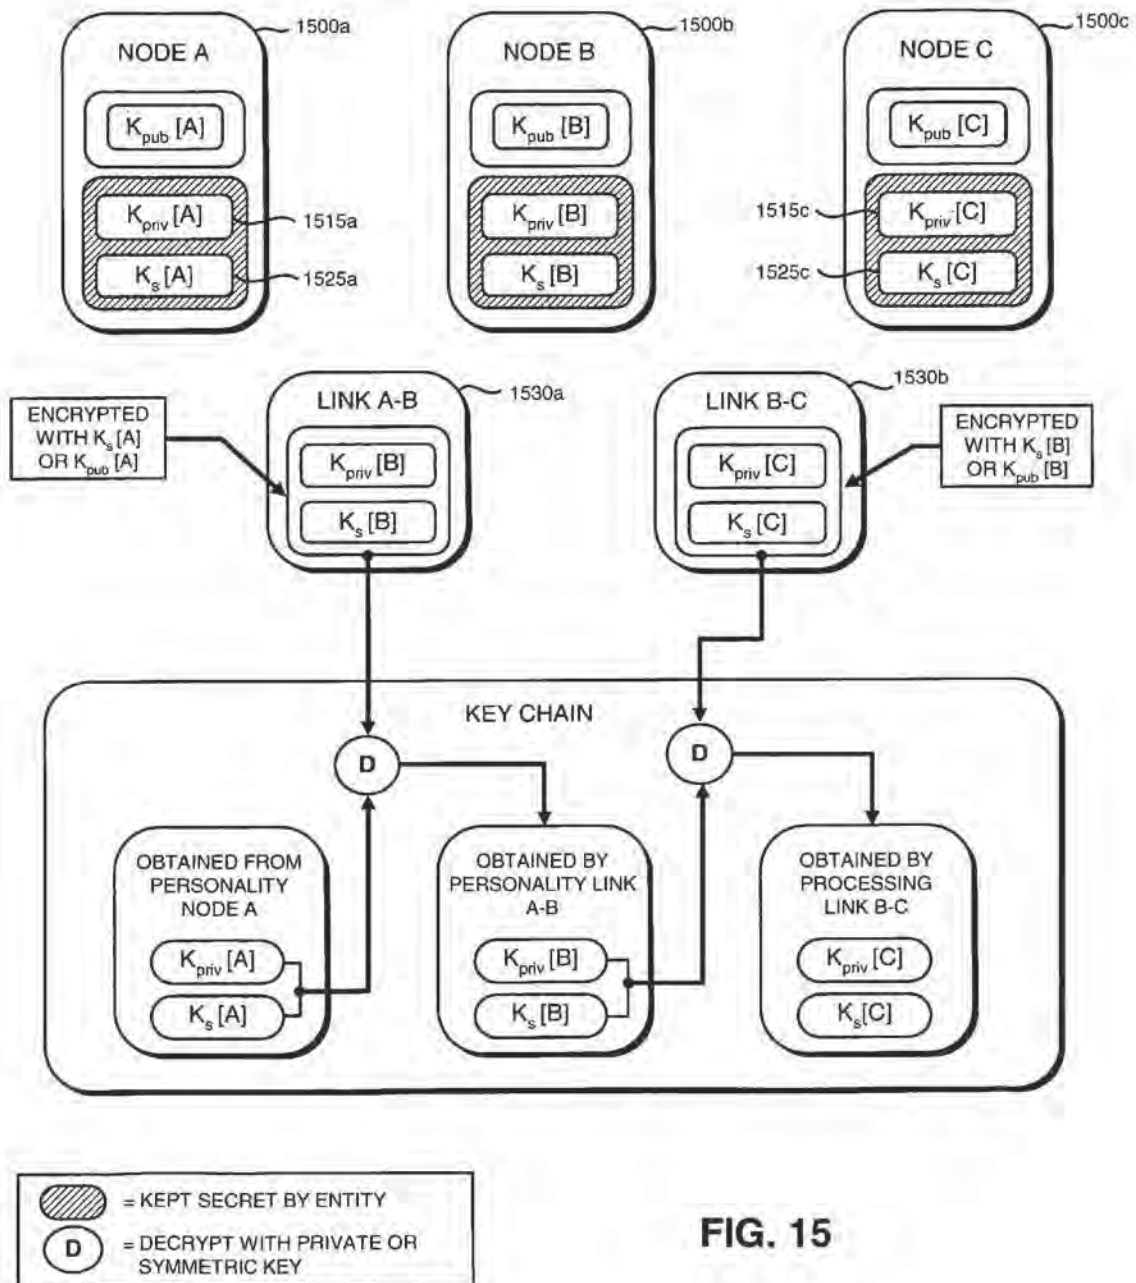 NODE A
1500a
K_pub [A]
K_priv [A]
1515a
K_s [A]
1525a
NODE B
1500b
K_pub [B]
K_priv [B]
K_s [B]
NODE C
1500c
K_pub [C]
1515c
K_priv [C]
1525c
K_s [C]
ENCRYPTED
WITH K_s [A]
OR K_pub [A]
LINK A-B
1530a
K_priv [B]
K_s [B]
LINK B-C
1530b
K_priv [C]
K_s [C]
ENCRYPTED
WITH K_s [B]
OR K_pub [B]
KEY CHAIN
D
D
OBTAINED FROM
PERSONALITY
NODE A
K_priv [A]
K_s [A]
OBTAINED BY
PERSONALITY LINK
A-B
K_priv [B]
K_s [B]
OBTAINED BY
PROCESSING
LINK B-C
K_priv [C]
K_s[C]
= KEPT SECRET BY ENTITY
D = DECRYPT WITH PRIVATE OR
SYMMETRIC KEY
FIG. 15